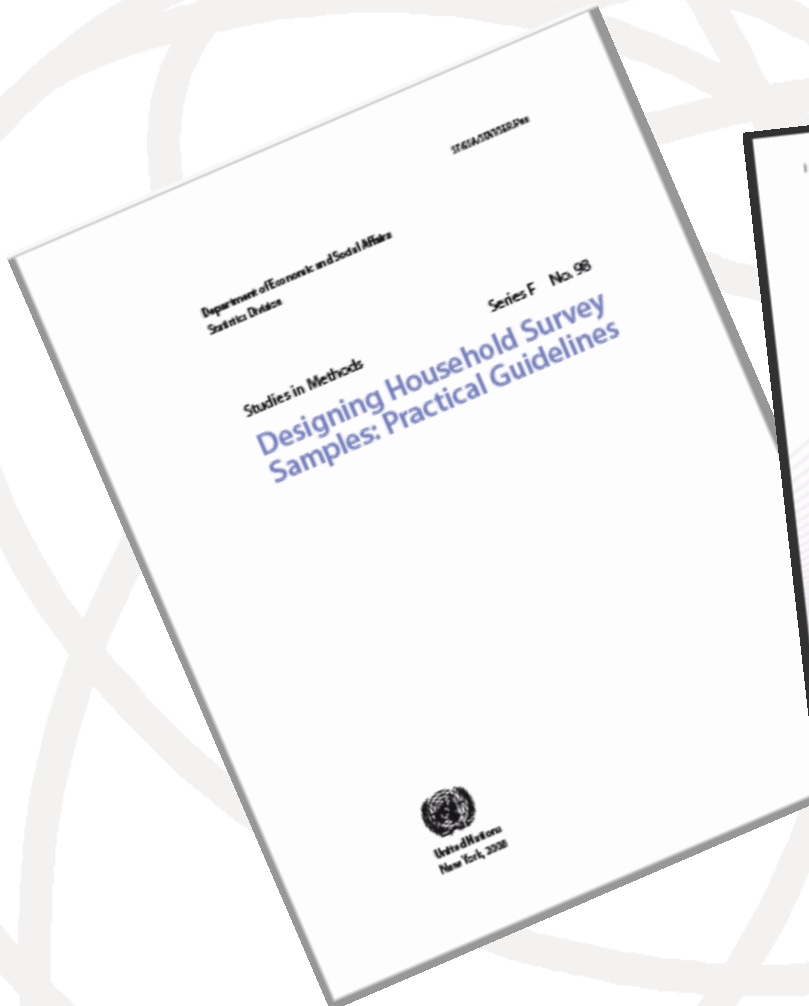 Department of Economic and Social Affairs
Statistics Division
Series F No. 98
Studies in Methods
Designing Household Survey
Samples: Practical Guidelines
United Nations
New York, 2008